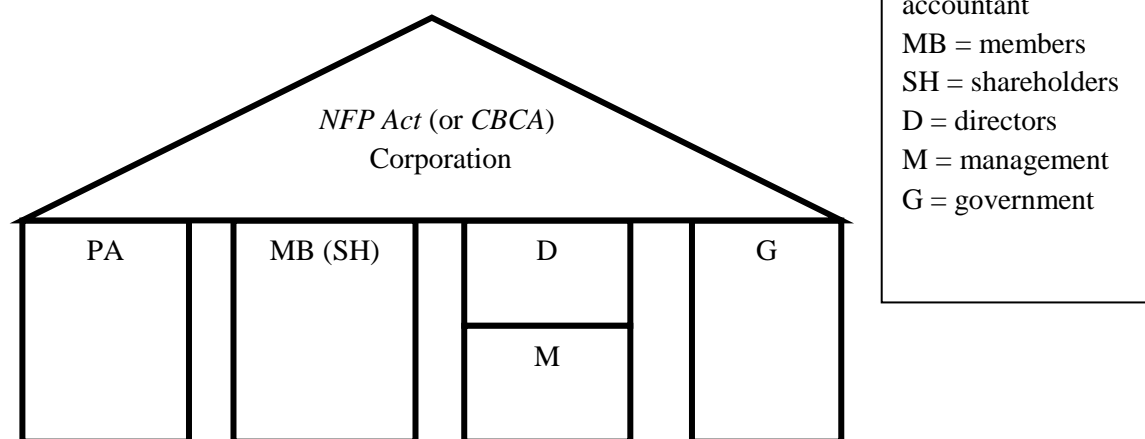 NFP Act (or CBCA)
Corporation
PA
MB (SH)
D
G
M
accountant
MB = members
SH = shareholders
D = directors
M = management
G = government